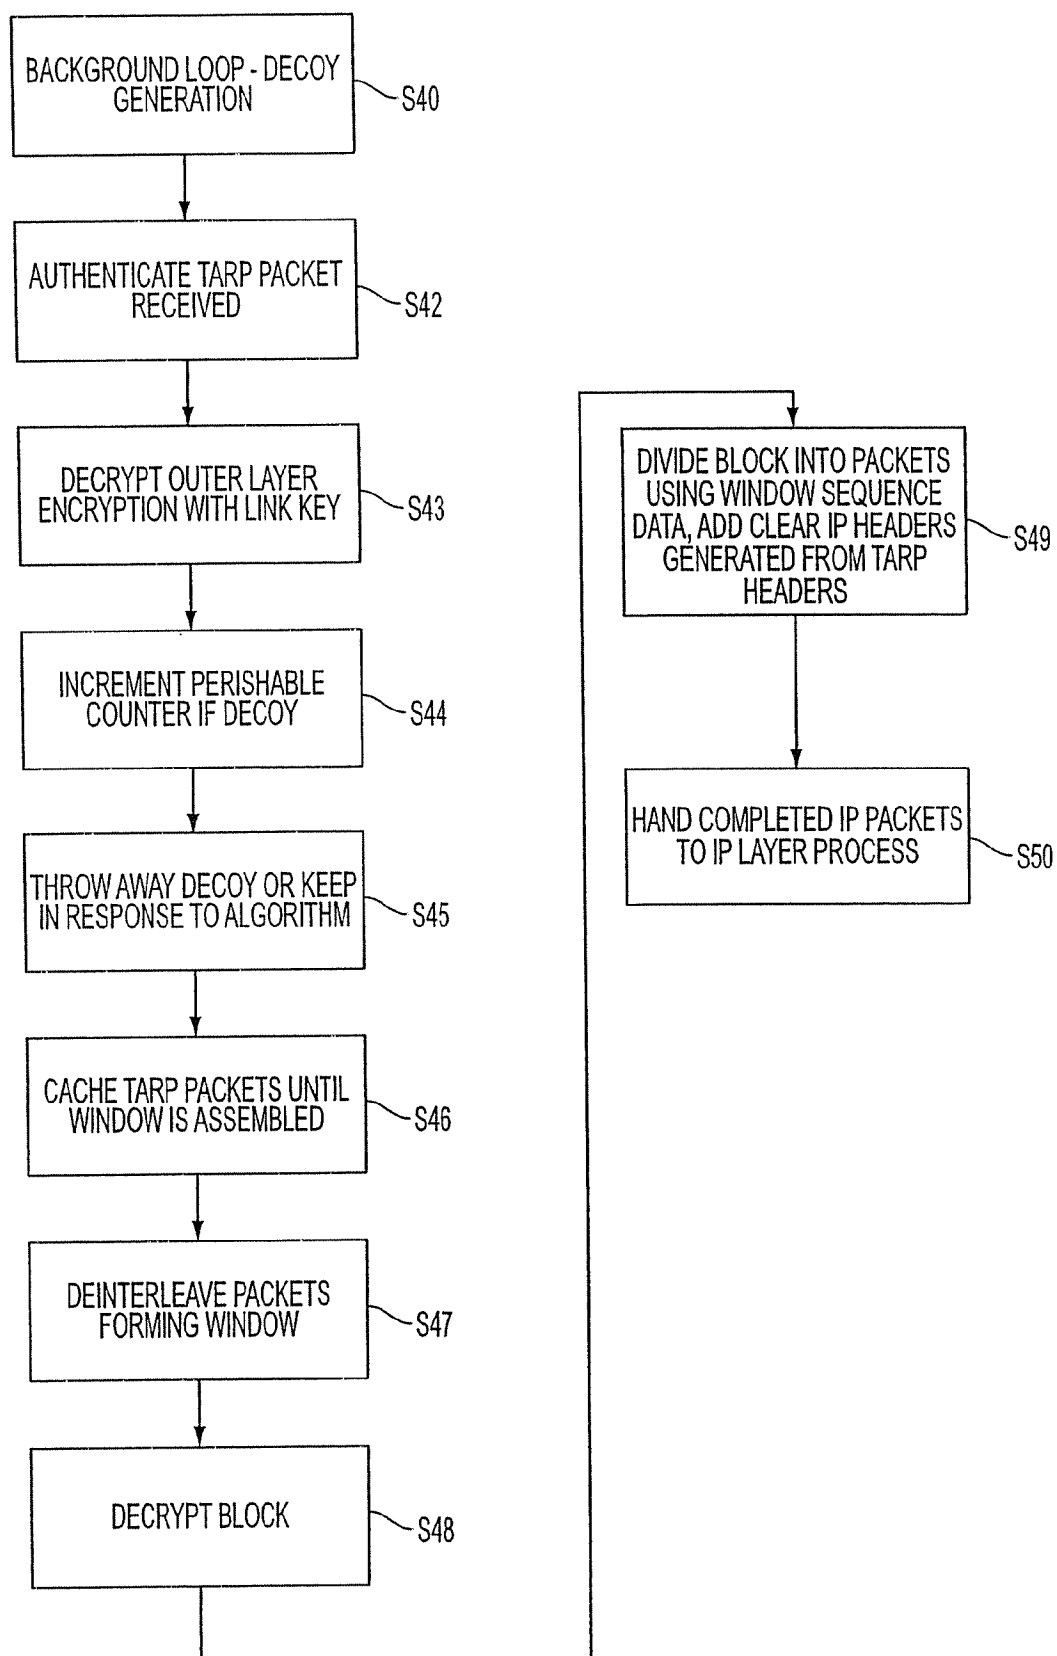 BACKGROUND LOOP - DECOY
GENERATION
S40
AUTHENTICATE TARP PACKET
RECEIVED
S42
DECRYPT OUTER LAYER
ENCRYPTION WITH LINK KEY
S43
INCREMENT PERISHABLE
COUNTER IF DECOY
S44
THROW AWAY DECOY OR KEEP
IN RESPONSE TO ALGORITHM
S45
CACHE TARP PACKETS UNTIL
WINDOW IS ASSEMBLED
S46
DEINTERLEAVE PACKETS
FORMING WINDOW
S47
DECRYPT BLOCK
S48
DIVIDE BLOCK INTO PACKETS
USING WINDOW SEQUENCE
DATA, ADD CLEAR IP HEADERS
GENERATED FROM TARP
HEADERS
S49
HAND COMPLETED IP PACKETS
TO IP LAYER PROCESS
S50